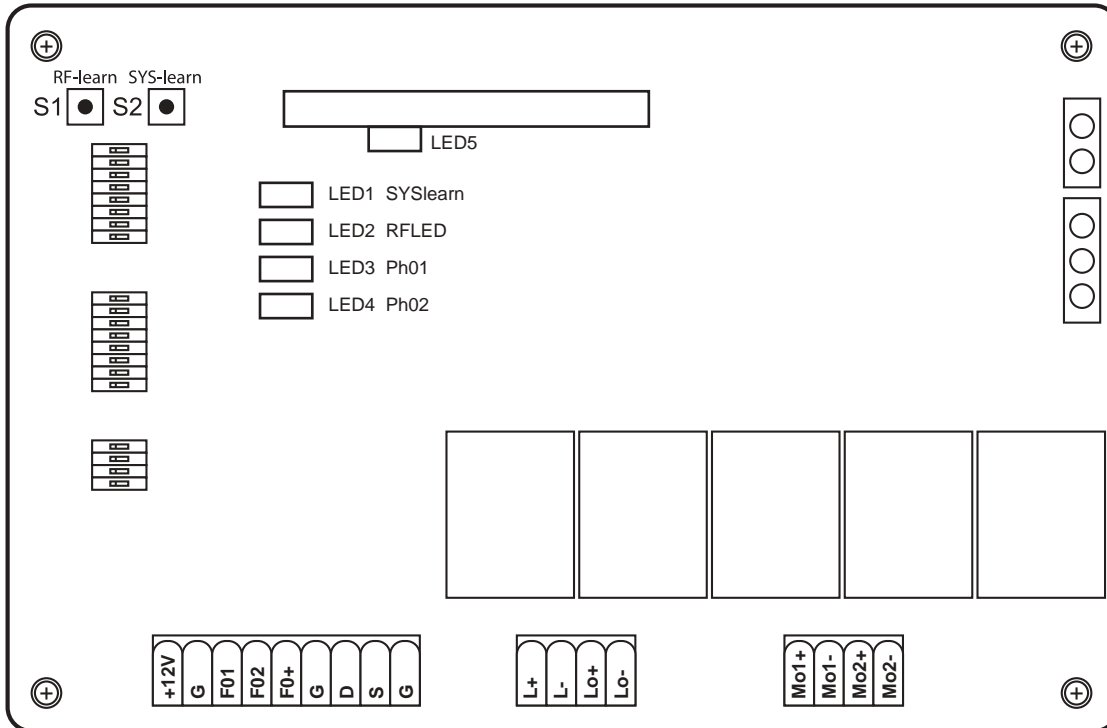 RF-learn SYS-learn
S1 S2
LED5
LED1 SYSlearn
LED2 RFLED
LED3 Ph01
LED4 Ph02
+12V G F01 F02 F0+ G D S G
L+ L- Lo+ Lo-
Mo1+ Mo1- Mo2+ Mo2-